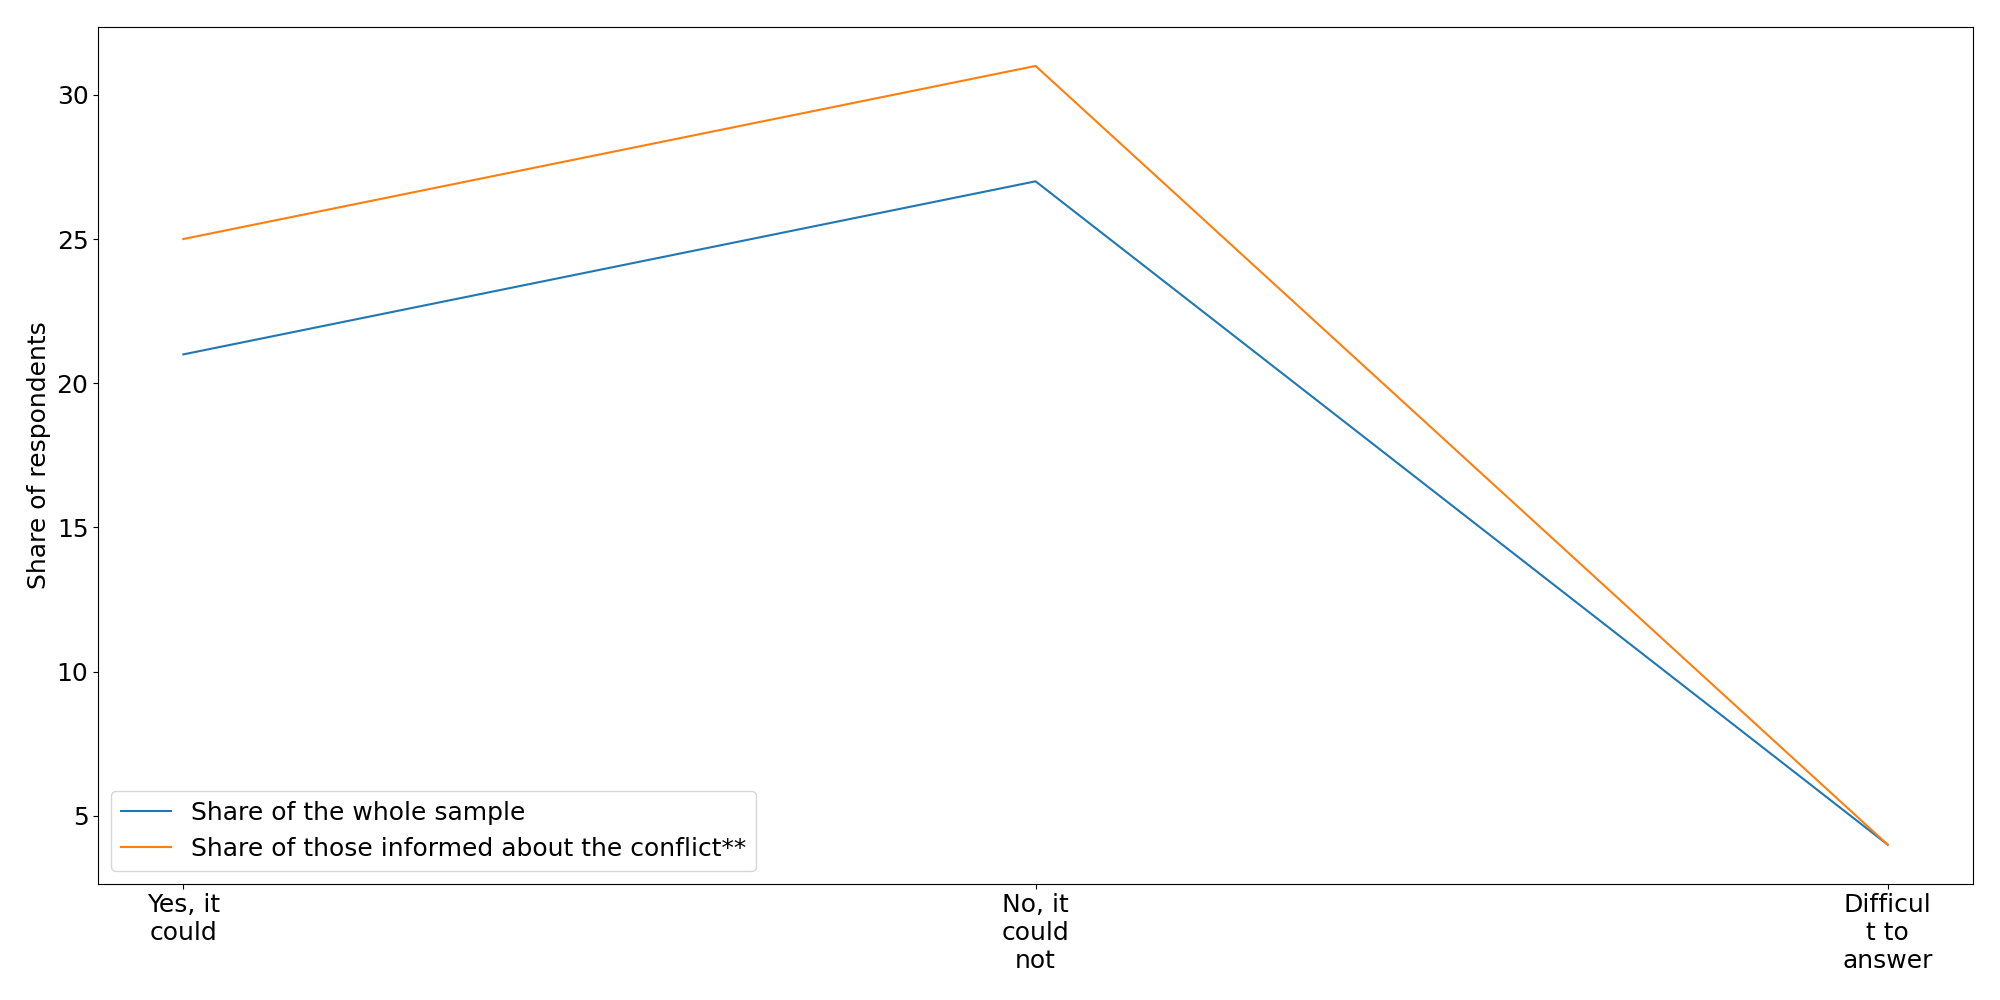 30
25
20
15
10
5
Share of respondents
Share of the whole sample
Share of those informed about the conflict**
Yes, it
could
No, it
could
not
Difficul
t to
answer